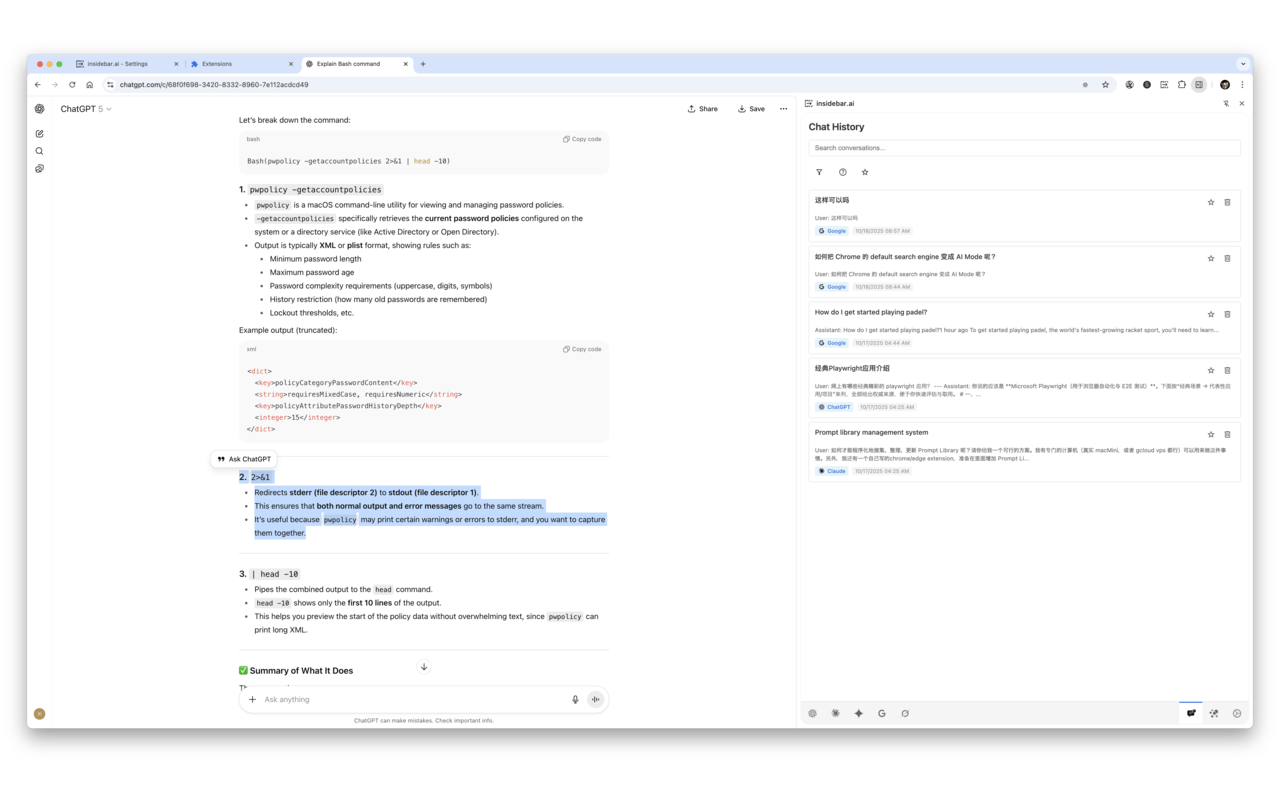 insidebar.ai - Settings
Extensions
Explain Bash command
chatgpt.com/c/68f0f698-3420-8332-8960-7e112acdcd49
ChatGPT 5
Share
Save
Let's break down the command:
bash
Copy code
Bash(pwpolicy -getaccountpolicies 2>&1 | head -10)
1. pwpolicy -getaccountpolicies
• pwpolicy is a macOS command-line utility for viewing and managing password policies.
• -getaccountpolicies specifically retrieves the current password policies configured on the
system or a directory service (like Active Directory or Open Directory).
• Output is typically XML or plist format, showing rules such as:
• Minimum password length
• Maximum password age
• Password complexity requirements (uppercase, digits, symbols)
• History restriction (how many old passwords are remembered)
• Lockout thresholds, etc.
Example output (truncated):
xml
Copy code
<dict>
<key>policyCategoryPasswordContent</key>
<string>requiresMixedCase, requiresNumeric</string>
<key>policyAttributePasswordHistoryDepth</key>
<integer>15</integer>
</dict>
Ask ChatGPT
2. 2>&1
• Redirects stderr (file descriptor 2) to stdout (file descriptor 1).
• This ensures that both normal output and error messages go to the same stream.
• It's useful because pwpolicy may print certain warnings or errors to stderr, and you want to capture
them together.
3. | head -10
• Pipes the combined output to the head command.
• head -10 shows only the first 10 lines of the output.
• This helps you preview the start of the policy data without overwhelming text, since pwpolicy can
print long XML.
✅ Summary of What It Does
Ask anything
ChatGPT can make mistakes. Check important info.
insidebar.ai
Chat History
Search conversations...
这样可以吗
User: 这样可以吗
Google 10/18/2025 08:57 AM
如何把 Chrome 的 default search engine 变成 AI Mode 呢？
User: 如何把 Chrome 的 default search engine 变成 AI Mode 呢？
Google 10/18/2025 08:44 AM
How do I get started playing padel?
Assistant: How do I get started playing padel?1 hour ago To get started playing padel, the world's fastest-growing racket sport, you'll need to learn...
Google 10/17/2025 04:44 AM
经典Playwright应用介绍
User: 网上有哪些经典精彩的 playwright 应用？ --- Assistant: 你说的应该是 **Microsoft Playwright（用于浏览器自动化与 E2E 测试）**。下面按"经典场景 → 代表性应
用/项目"来列，全部给出权威来源，便于你快速评估与取用。 # 一、...
ChatGPT 10/17/2025 04:25 AM
Prompt library management system
User: 如何才能程序化地搜集、整理、更新 Prompt Library 呢？请你给我一个可行的方案。我有专门的计算机（真实 macMini，或者 gcloud vps 都行）可以用来做这件事
情。另外，我还有一个自己写的chrome/edge extension，准备在里面增加 Prompt Li...
Claude 10/17/2025 04:25 AM